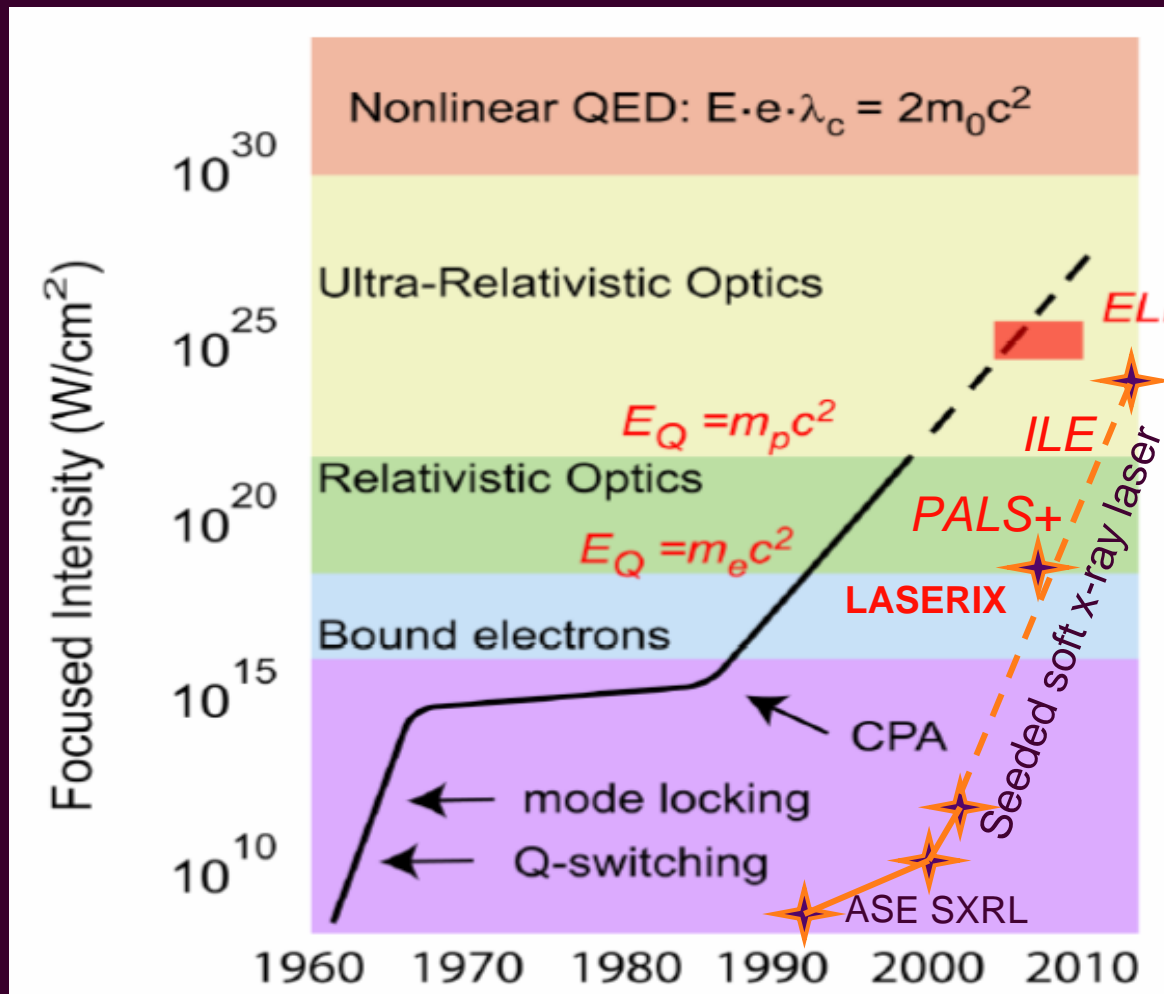 Nonlinear QED: E·e·λc = 2m0c²
10^30
Ultra-Relativistic Optics
10^25
EQ =mpc²
ILE
Relativistic Optics
10^20
PALS+
EQ =mec²
LASERIX
Bound electrons
10^15
CPA
mode locking
Q-switching
10^10
ASE SXRL
Seeded soft x-ray laser
Focused Intensity (W/cm²)
1960 1970 1980 1990 2000 2010